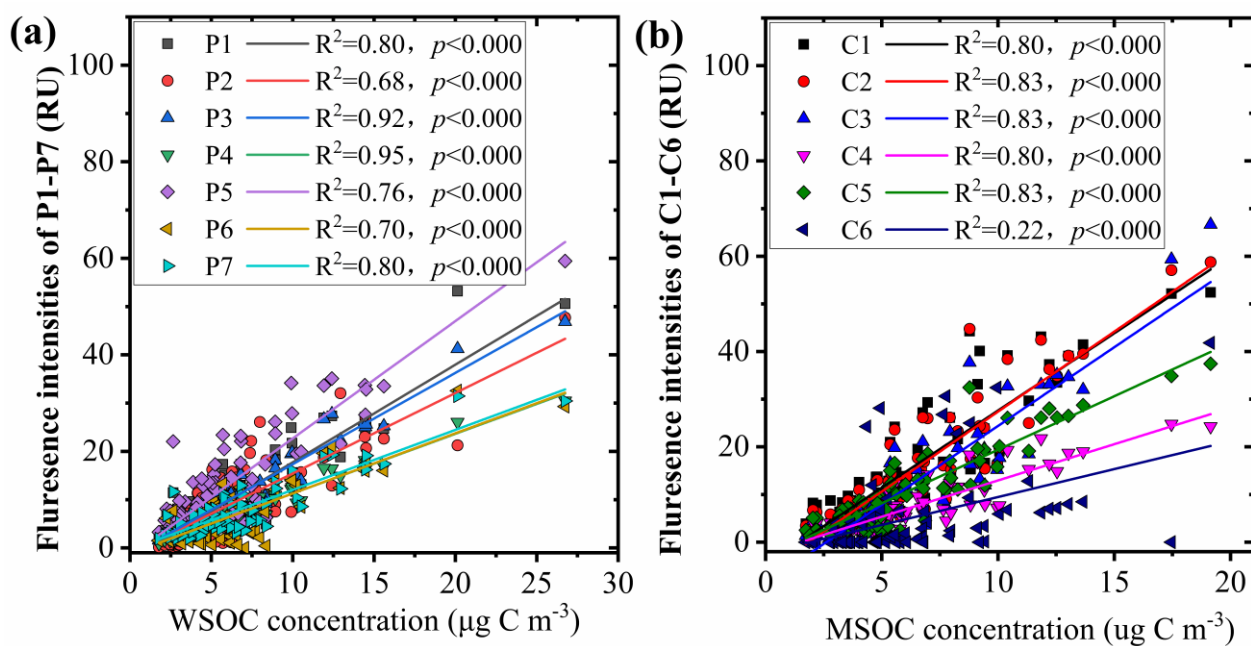 (a)
P1 R²=0.80，p<0.000
P2 R²=0.68，p<0.000
P3 R²=0.92，p<0.000
P4 R²=0.95，p<0.000
P5 R²=0.76，p<0.000
P6 R²=0.70，p<0.000
P7 R²=0.80，p<0.000
Fluresence intensities of P1-P7 (RU)
100
80
60
40
20
0
0 5 10 15 20 25 30
WSOC concentration (μg C m⁻³)
(b)
C1 R²=0.80，p<0.000
C2 R²=0.83，p<0.000
C3 R²=0.83，p<0.000
C4 R²=0.80，p<0.000
C5 R²=0.83，p<0.000
C6 R²=0.22，p<0.000
Fluresence intensities of C1-C6 (RU)
100
80
60
40
20
0
0 5 10 15 20
MSOC concentration (ug C m⁻³)